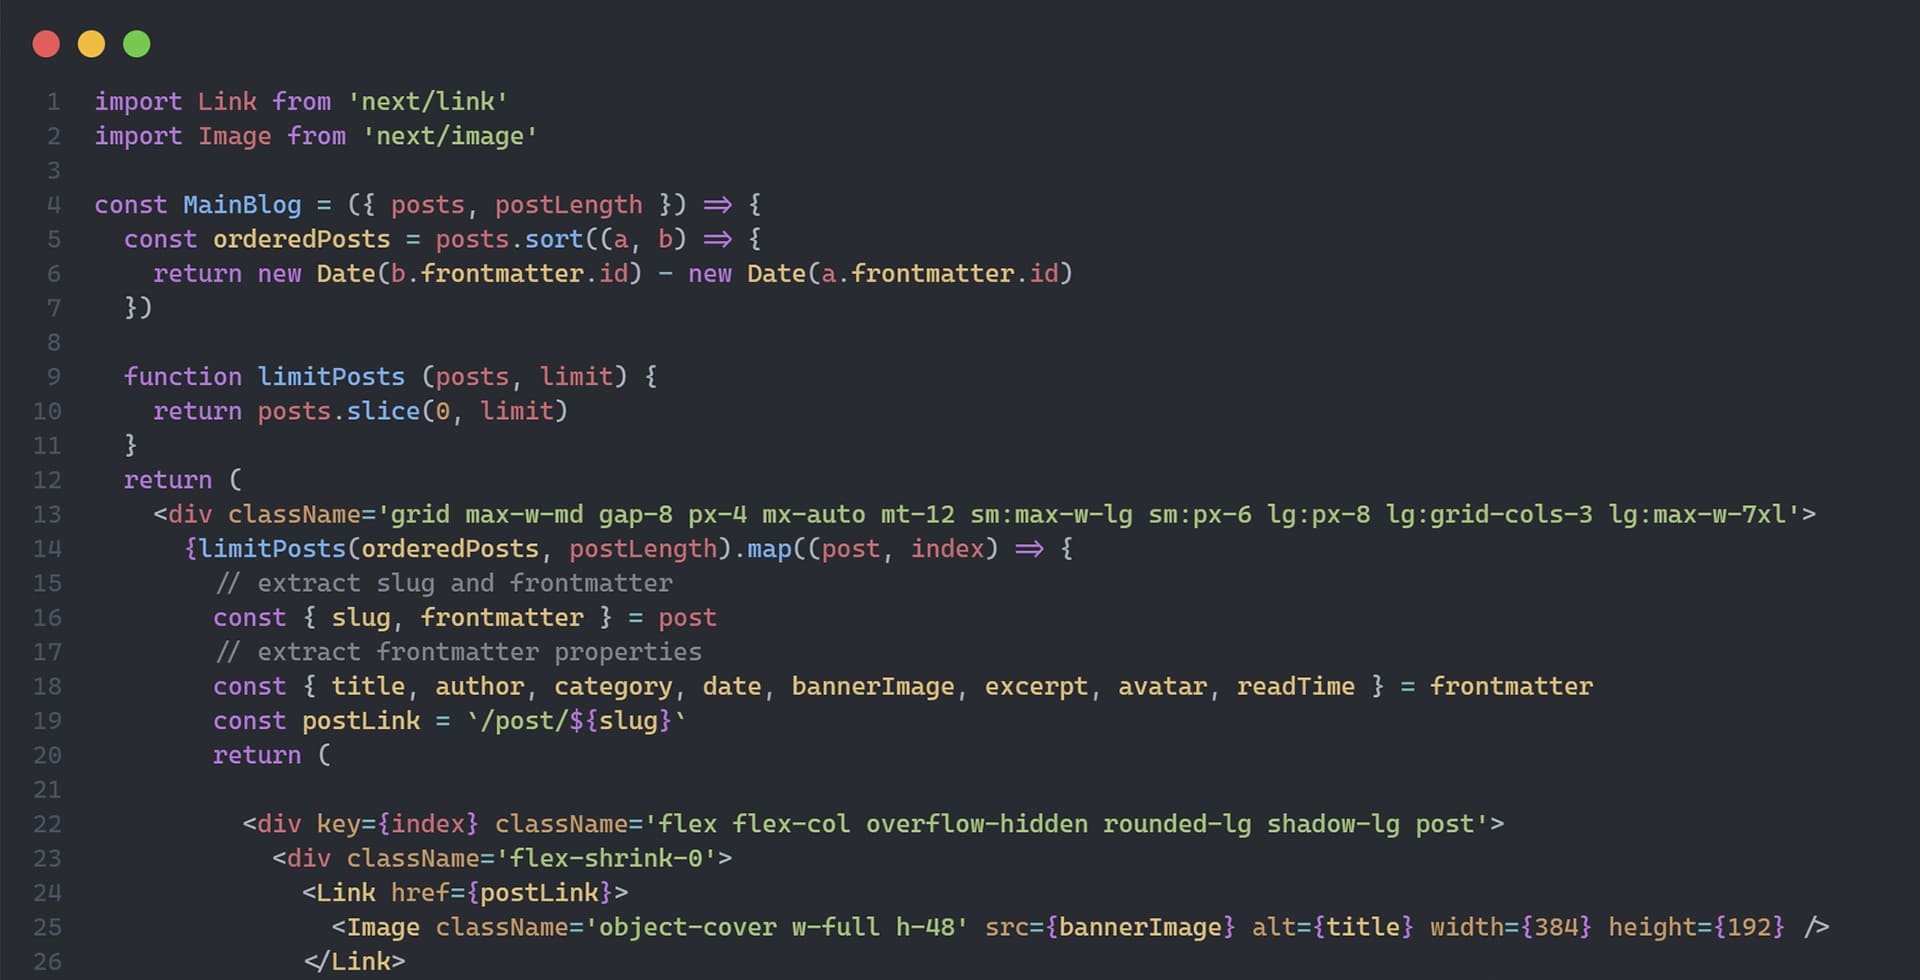 1 import Link from 'next/link'
2 import Image from 'next/image'
3
4 const MainBlog = ({ posts, postLength }) => {
5   const orderedPosts = posts.sort((a, b) => {
6     return new Date(b.frontmatter.id) - new Date(a.frontmatter.id)
7   })
8
9   function limitPosts (posts, limit) {
10     return posts.slice(0, limit)
11   }
12   return (
13     <div className='grid max-w-md gap-8 px-4 mx-auto mt-12 sm:max-w-lg sm:px-6 lg:px-8 lg:grid-cols-3 lg:max-w-7xl'>
14       {limitPosts(orderedPosts, postLength).map((post, index) => {
15         // extract slug and frontmatter
16         const { slug, frontmatter } = post
17         // extract frontmatter properties
18         const { title, author, category, date, bannerImage, excerpt, avatar, readTime } = frontmatter
19         const postLink = `/post/${slug}`
20         return (
21
22           <div key={index} className='flex flex-col overflow-hidden rounded-lg shadow-lg post'>
23             <div className='flex-shrink-0'>
24               <Link href={postLink}>
25                 <Image className='object-cover w-full h-48' src={bannerImage} alt={title} width={384} height={192} />
26               </Link>